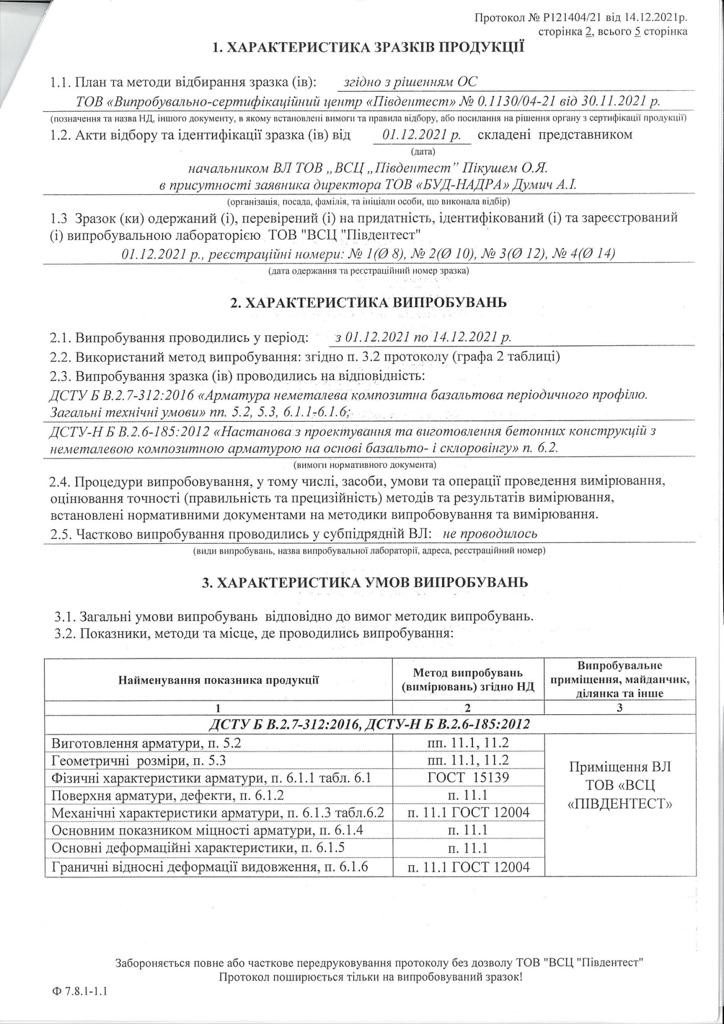 Протокол № Р121404/21 від 14.12.2021р.
сторінка 2, всього 5 сторінка
1. ХАРАКТЕРИСТИКА ЗРАЗКІВ ПРОДУКЦІЇ
1.1. План та методи відбирання зразка (ів): згідно з рішенням ОС
ТОВ «Випробувально-сертифікаційний центр «Південтест» № 0.1130/04-21 від 30.11.2021 р.
(позначення та назва НД, іншого документу, в якому встановлені вимоги та правила відбору, або посилання на рішення органу з сертифікації продукції)
1.2. Акти відбору та ідентифікації зразка (ів) від 01.12.2021 р. складені представником
(дата)
начальником ВЛ ТОВ „ВСЦ „Південтест” Пікушем О.Я.
в присутності заявника директора ТОВ «БУД-НАДРА» Думич А.І.
(організація, посада, фамілія, та ініціали особи, що виконала відбір)
1.3 Зразок (ки) одержаний (і), перевірений (і) на придатність, ідентифікований (і) та зареєстрований
(і) випробувальною лабораторією ТОВ "ВСЦ "Південтест"
01.12.2021 р., реєстраційні номери: № 1(Ø 8), № 2(Ø 10), № 3(Ø 12), № 4(Ø 14)
(дата одержання та реєстраційний номер зразка)
2. ХАРАКТЕРИСТИКА ВИПРОБУВАНЬ
2.1. Випробування проводились у період: з 01.12.2021 по 14.12.2021 р.
2.2. Використаний метод випробування: згідно п. 3.2 протоколу (графа 2 таблиці)
2.3. Випробування зразка (ів) проводились на відповідність:
ДСТУ Б В.2.7-312:2016 «Арматура неметалева композитна базальтова періодичного профілю.
Загальні технічні умови» пп. 5.2, 5.3, 6.1.1-6.1.6;
ДСТУ-Н Б В.2.6-185:2012 «Настанова з проектування та виготовлення бетонних конструкцій з
неметалевою композитною арматурою на основі базальто- і склоровінгу» п. 6.2.
(вимоги нормативного документа)
2.4. Процедури випробовування, у тому числі, засоби, умови та операції проведення вимірювання,
оцінювання точності (правильність та прецизійність) методів та результатів вимірювання,
встановлені нормативними документами на методики випробовування та вимірювання.
2.5. Частково випробування проводились у субпідрядній ВЛ: не проводилось
(види випробувань, назва випробувальної лабораторії, адреса, реєстраційний номер)
3. ХАРАКТЕРИСТИКА УМОВ ВИПРОБУВАНЬ
3.1. Загальні умови випробувань відповідно до вимог методик випробувань.
3.2. Показники, методи та місце, де проводились випробування:
Найменування показника продукції
Метод випробувань
(вимірювань) згідно НД
Випробувальне
приміщення, майданчик,
ділянка та інше
1 2 3
ДСТУ Б В.2.7-312:2016, ДСТУ-Н Б В.2.6-185:2012
Виготовлення арматури, п. 5.2 пп. 11.1, 11.2
Геометричні розміри, п. 5.3 пп. 11.1, 11.2
Фізичні характеристики арматури, п. 6.1.1 табл. 6.1 ГОСТ 15139
Поверхня арматури, дефекти, п. 6.1.2 п. 11.1
Механічні характеристики арматури, п. 6.1.3 табл.6.2 п. 11.1 ГОСТ 12004
Основним показником міцності арматури, п. 6.1.4 п. 11.1
Основні деформаційні характеристики, п. 6.1.5 п. 11.1
Граничні відносні деформації видовження, п. 6.1.6 п. 11.1 ГОСТ 12004
Приміщення ВЛ
ТОВ «ВСЦ
«ПІВДЕНТЕСТ»
Забороняється повне або часткове передруковування протоколу без дозволу ТОВ "ВСЦ "Південтест"
Протокол поширюється тільки на випробовуваний зразок!
Ф 7.8.1-1.1